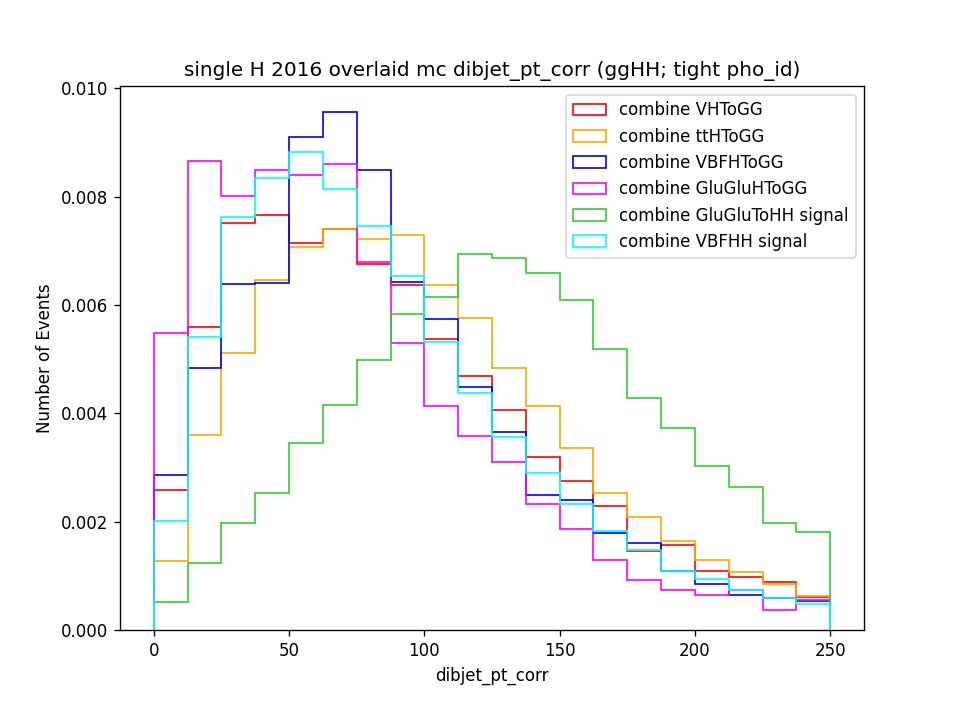 single H 2016 overlaid mc dibjet_pt_corr (ggHH; tight pho_id)
0.010
0.008
0.006
0.004
0.002
0.000
Number of Events
combine VHToGG
combine ttHToGG
combine VBFHToGG
combine GluGluHToGG
combine GluGluToHH signal
combine VBFHH signal
0 50 100 150 200 250
dibjet_pt_corr